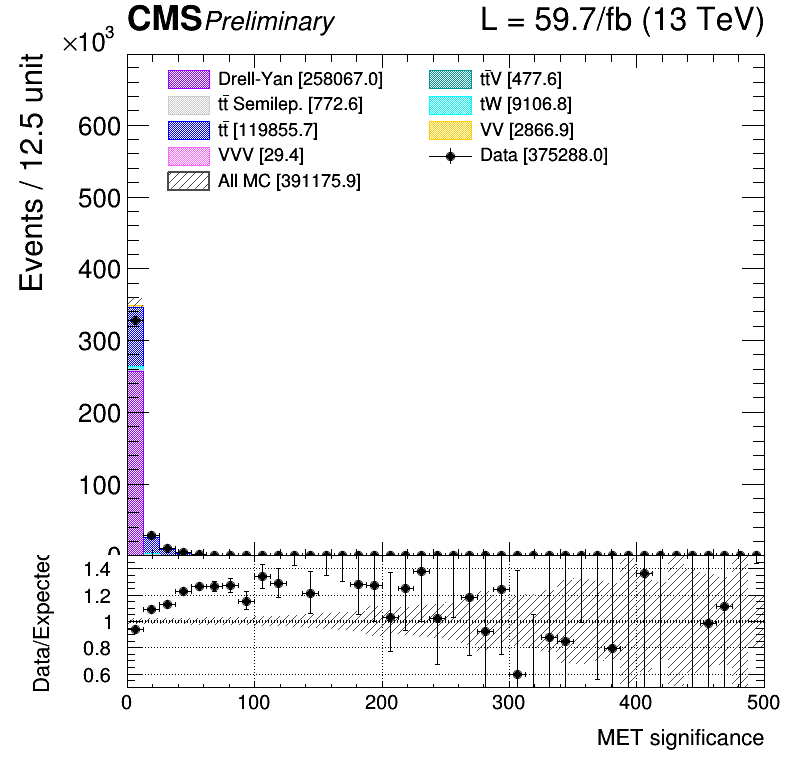 CMS Preliminary L = 59.7/fb (13 TeV)
×10³
Events / 12.5 unit
Drell-Yan [258067.0]
tt̄ Semilep. [772.6]
tt̄ [119855.7]
VVV [29.4]
All MC [391175.9]
tt̄V [477.6]
tW [9106.8]
VV [2866.9]
Data [375288.0]
600
500
400
300
200
100
0
Data/Expected
1.4
1.2
1
0.8
0.6
0 100 200 300 400 500
MET significance